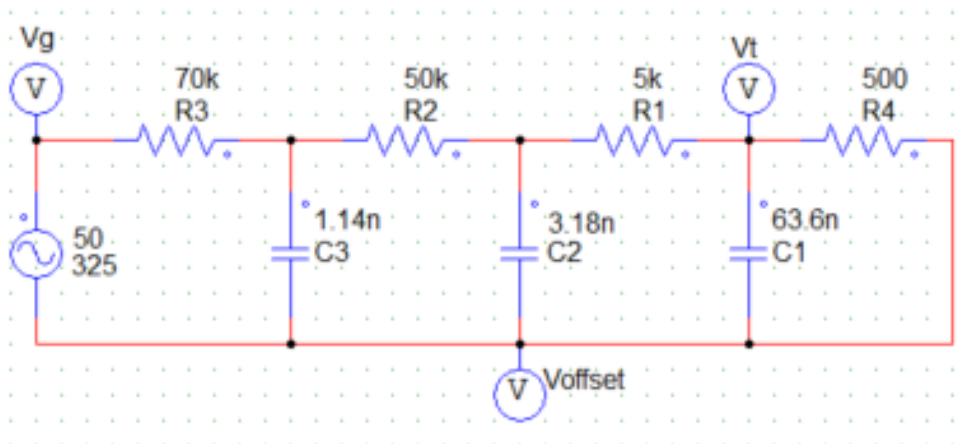 Vg
V
70k
R3
50k
R2
5k
R1
Vt
V
500
R4
50
325
1.14n
C3
3.18n
C2
63.6n
C1
V
Voffset